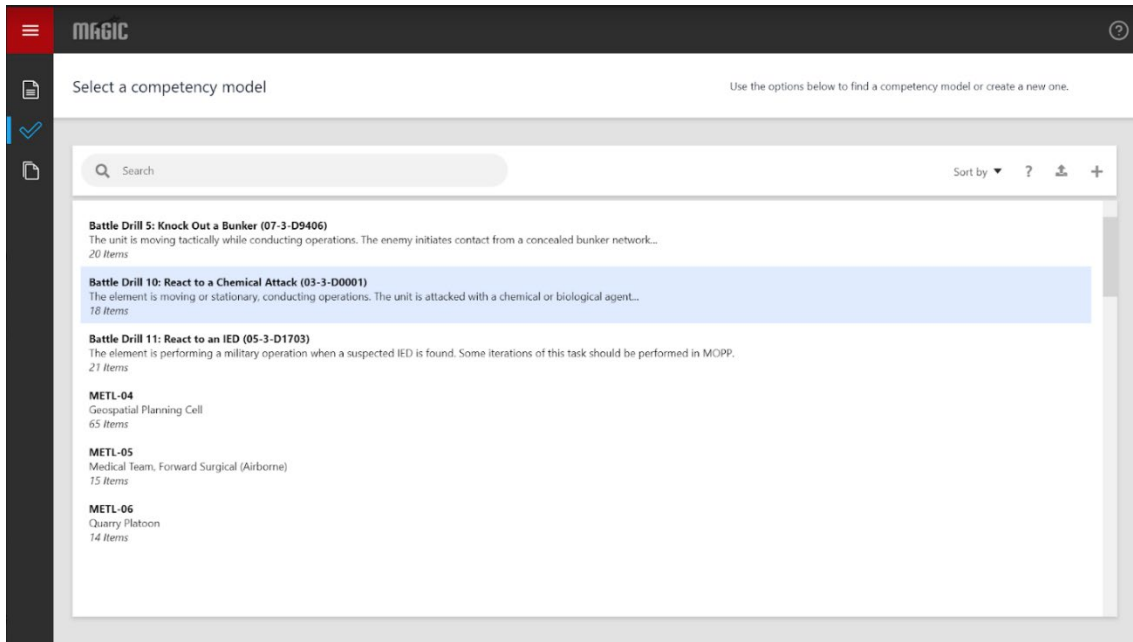 MAGIC
Select a competency model
Use the options below to find a competency model or create a new one.
Search
Sort by
?
Battle Drill 5: Knock Out a Bunker (07-3-D9406)
The unit is moving tactically while conducting operations. The enemy initiates contact from a concealed bunker network...
20 Items
Battle Drill 10: React to a Chemical Attack (03-3-D0001)
The element is moving or stationary, conducting operations. The unit is attacked with a chemical or biological agent...
18 Items
Battle Drill 11: React to an IED (05-3-D1703)
The element is performing a military operation when a suspected IED is found. Some iterations of this task should be performed in MOPP.
21 Items
METL-04
Geospatial Planning Cell
65 Items
METL-05
Medical Team, Forward Surgical (Airborne)
15 Items
METL-06
Quarry Platoon
14 Items